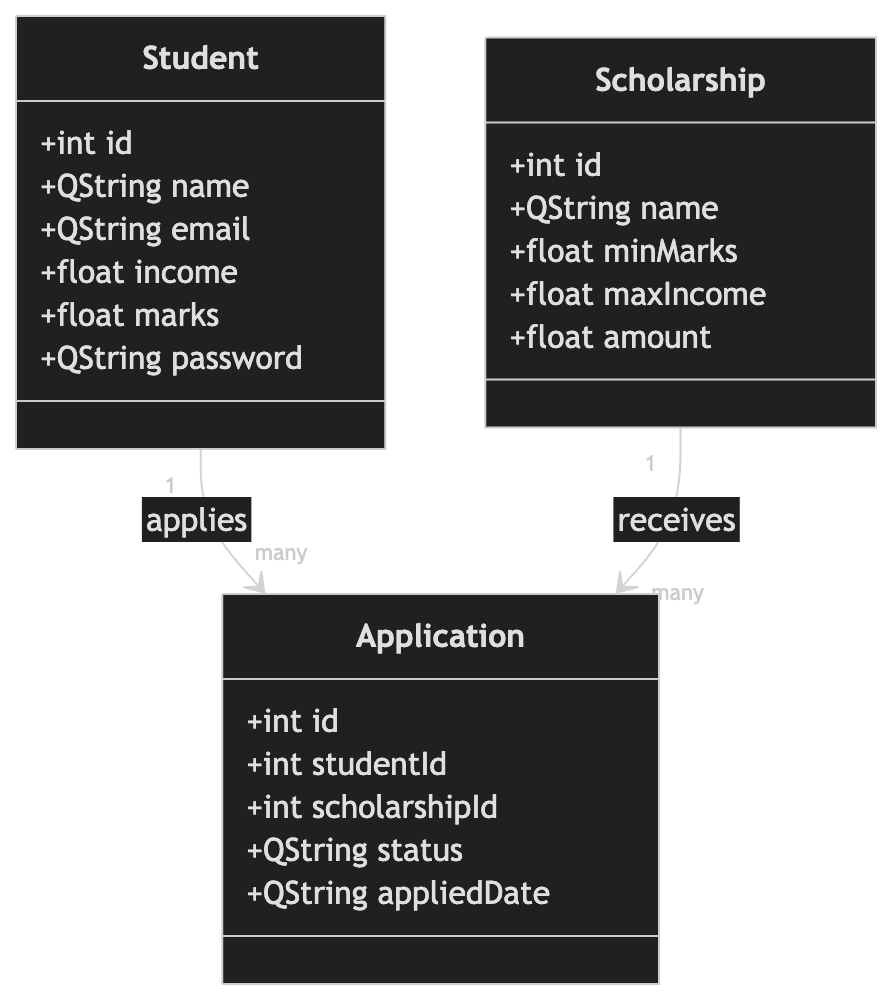 Student
+int id
+QString name
+QString email
+float income
+float marks
+QString password
Scholarship
+int id
+QString name
+float minMarks
+float maxIncome
+float amount
1
applies
many
1
receives
many
Application
+int id
+int studentId
+int scholarshipId
+QString status
+QString appliedDate